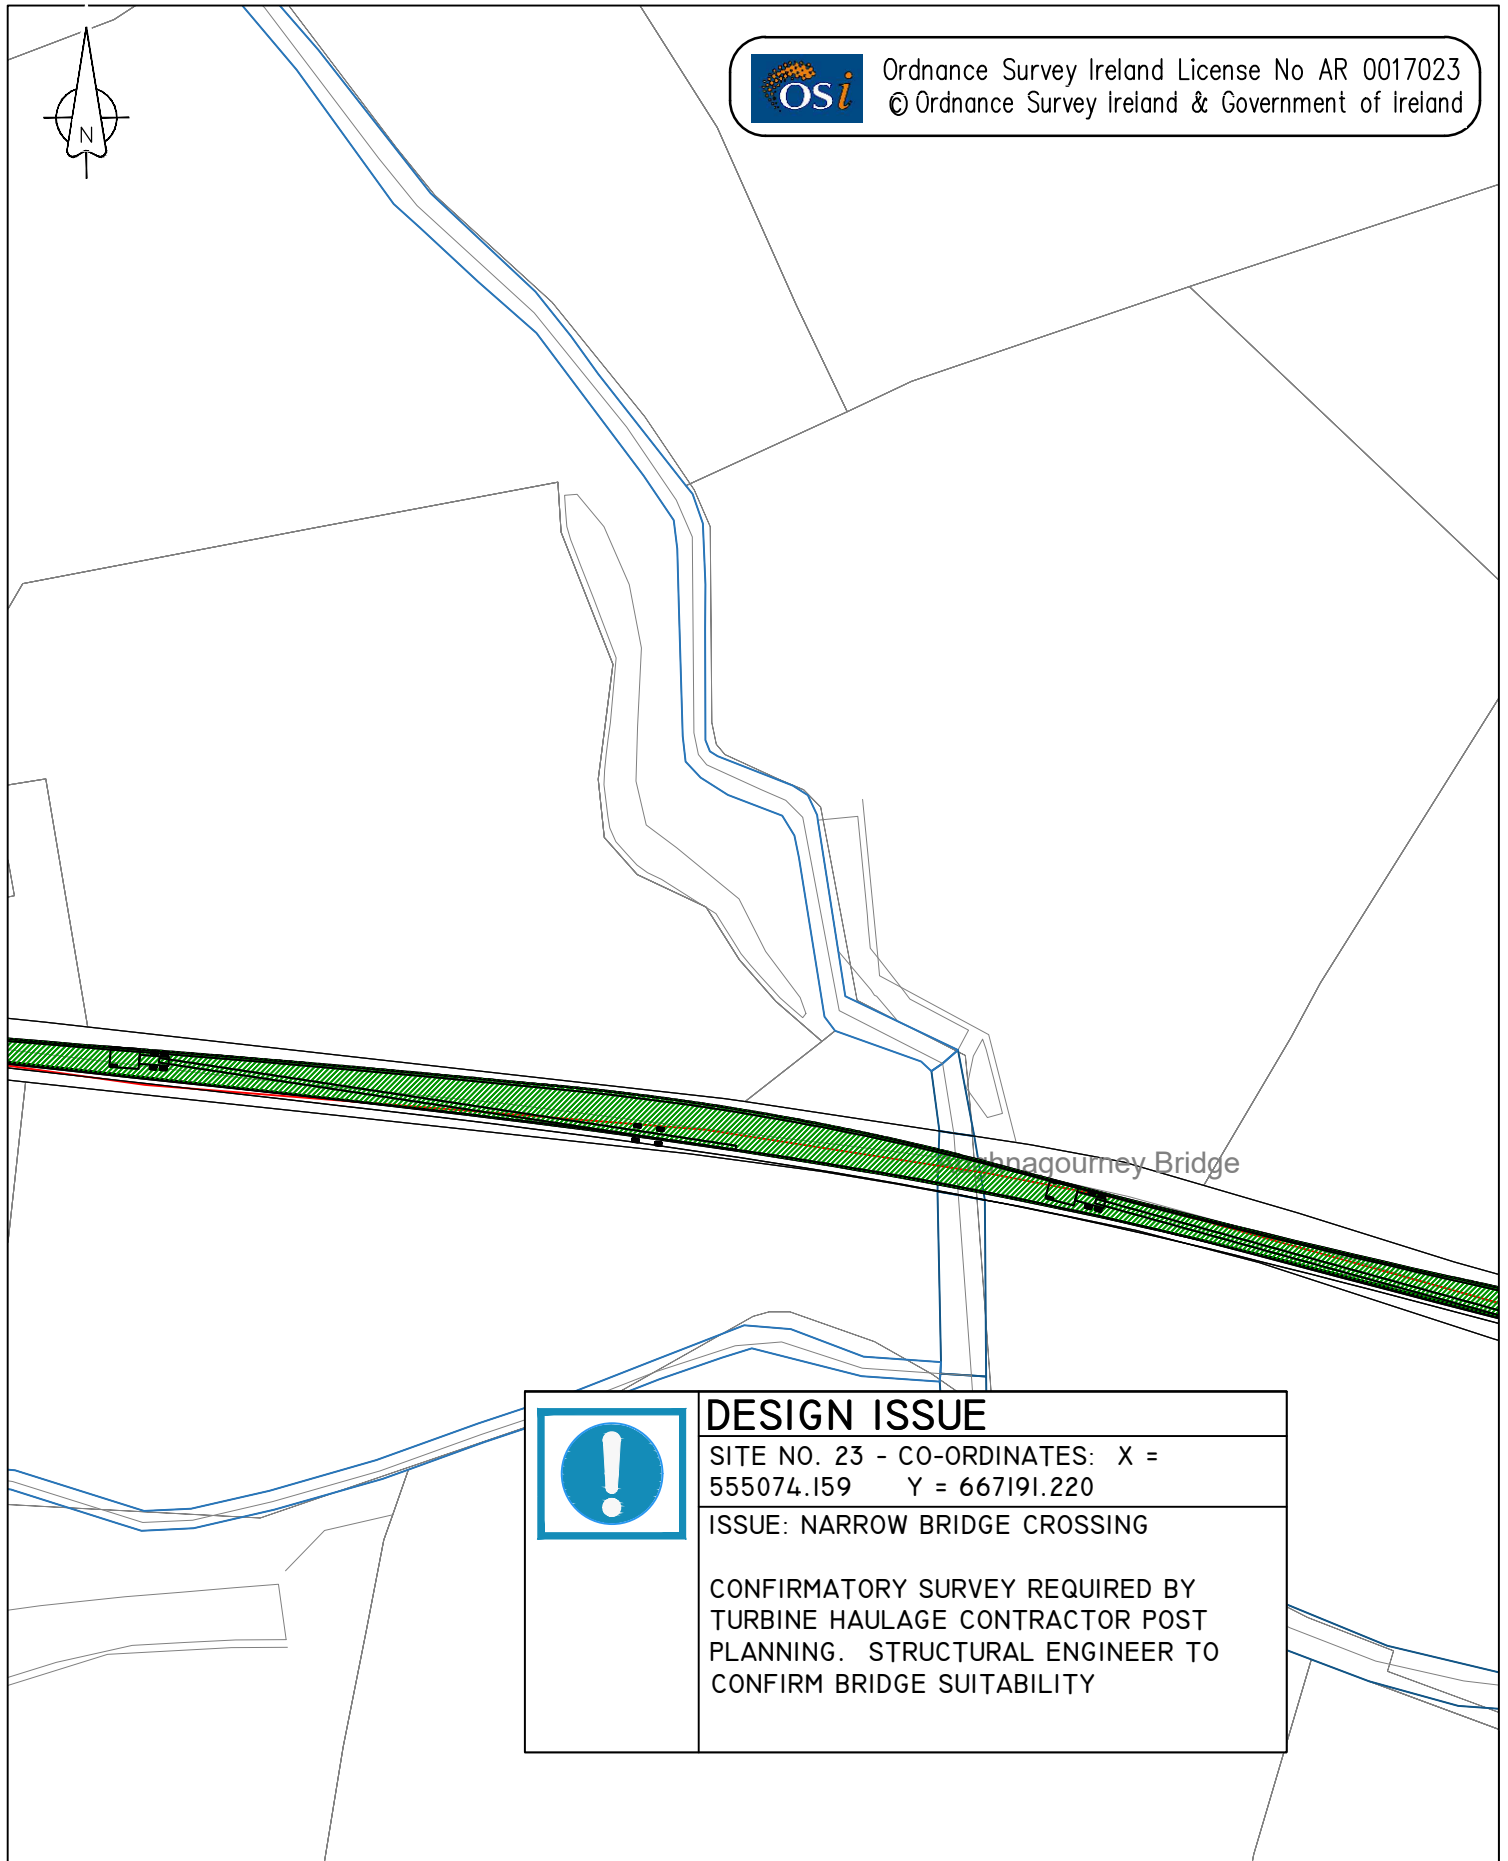 Ordnance Survey Ireland License No AR 0017023
OSi © Ordnance Survey Ireland & Government of Ireland
N
Bridge
DESIGN ISSUE
SITE NO. 23 - CO-ORDINATES: X =
555074.159 Y = 667191.220
ISSUE: NARROW BRIDGE CROSSING
CONFIRMATORY SURVEY REQUIRED BY
TURBINE HAULAGE CONTRACTOR POST
PLANNING. STRUCTURAL ENGINEER TO
CONFIRM BRIDGE SUITABILITY